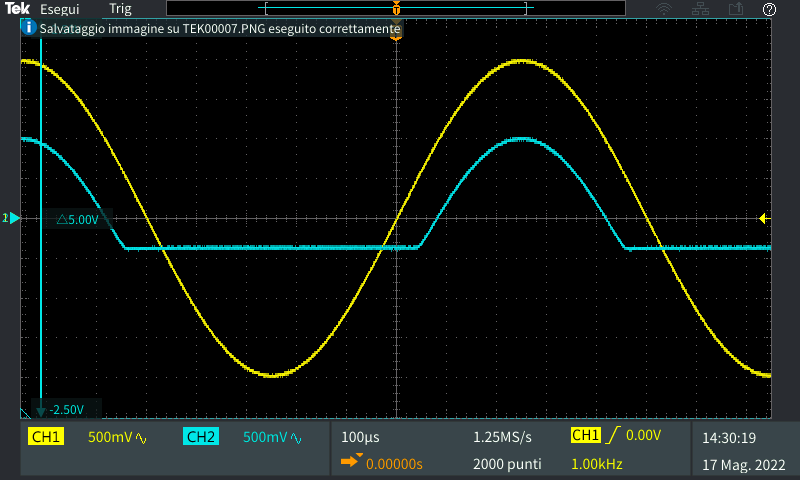 Tek Esegui Trig
Salvataggio immagine su TEK00007.PNG eseguito correttamente
△5.00V
-2.50V
CH1 500mV CH2 500mV 100µs 1.25MS/s CH1 0.00V 14:30:19
0.00000s 2000 punti 1.00kHz 17 Mag. 2022